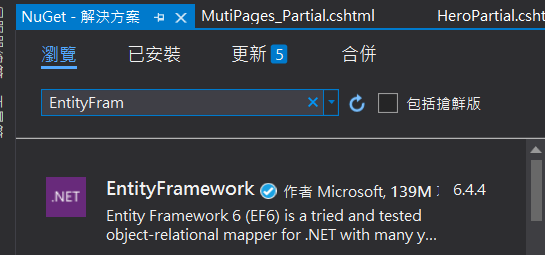 NuGet - 解決方案
MutiPages_Partial.cshtml
HeroPartial.csht
瀏覽 已安裝 更新 5 合併
EntityFram
包括搶鮮版
.NET
EntityFramework 作者 Microsoft, 139M 6.4.4
Entity Framework 6 (EF6) is a tried and tested
object-relational mapper for .NET with many y...